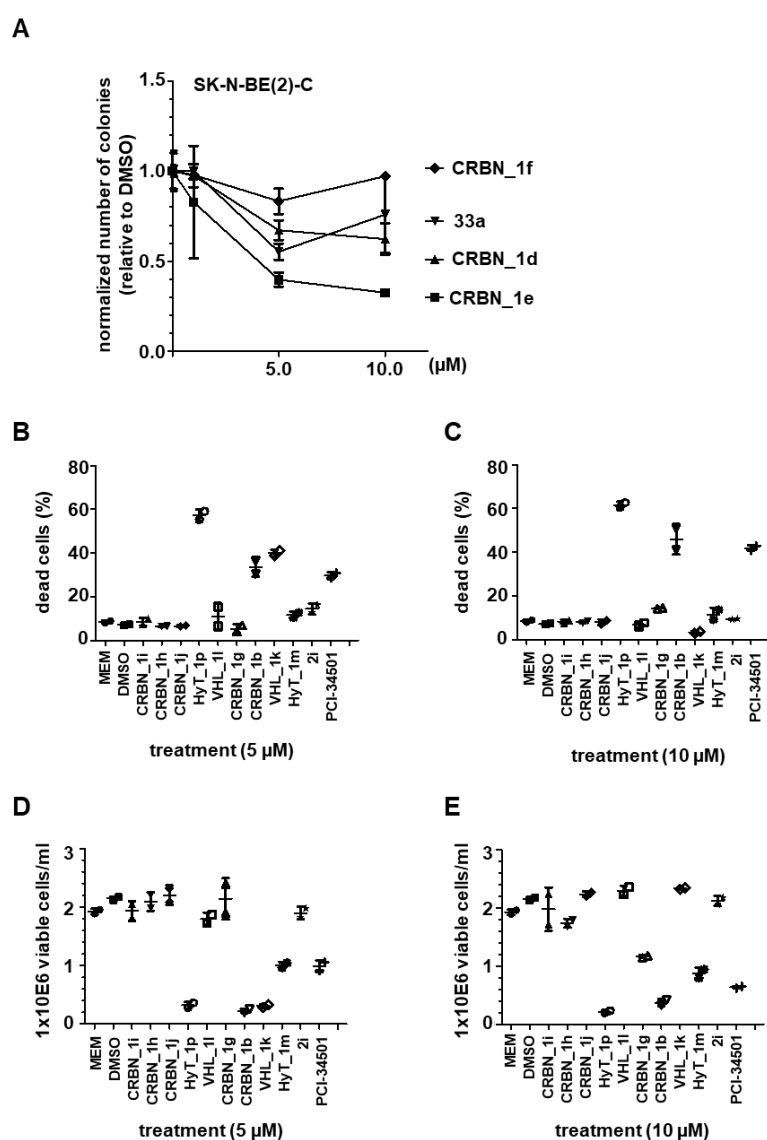 A
SK-N-BE(2)-C
normalized number of colonies
(relative to DMSO)
1.5
1.0
0.5
0.0
5.0
10.0
(µM)
CRBN_1f
33a
CRBN_1d
CRBN_1e
B
dead cells (%)
80
60
40
20
0
MEM
DMSO
CRBN_1i
CRBN_1h
CRBN_1j
HyT_1p
VHL_1l
CRBN_1g
CRBN_1b
VHL_1k
HyT_1m
2i
PCI-34501
treatment (5 µM)
C
dead cells (%)
80
60
40
20
0
MEM
DMSO
CRBN_1i
CRBN_1h
CRBN_1j
HyT_1p
VHL_1l
CRBN_1g
CRBN_1b
VHL_1k
HyT_1m
2i
PCI-34501
treatment (10 µM)
D
1x10E6 viable cells/ml
3
2
1
0
MEM
DMSO
CRBN_1i
CRBN_1h
CRBN_1j
HyT_1p
VHL_1l
CRBN_1g
CRBN_1b
VHL_1k
HyT_1m
2i
PCI-34501
treatment (5 µM)
E
1x10E6 viable cells/ml
3
2
1
0
MEM
DMSO
CRBN_1i
CRBN_1h
CRBN_1j
HyT_1p
VHL_1l
CRBN_1g
CRBN_1b
VHL_1k
HyT_1m
2i
PCI-34501
treatment (10 µM)